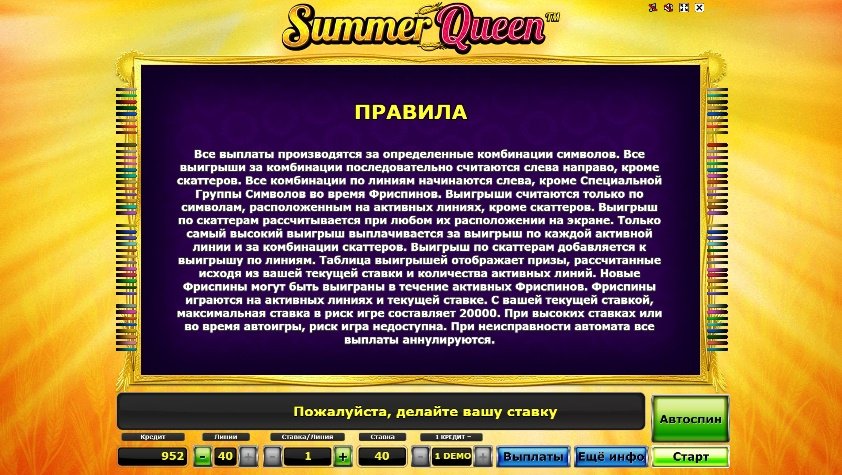 Summer Queen™
ПРАВИЛА
Все выплаты производятся за определенные комбинации символов. Все
выигрыши за комбинации последовательно считаются слева направо, кроме
скаттеров. Все комбинации по линиям начинаются слева, кроме Специальной
Группы Символов во время Фриспинов. Выигрыши считаются только по
символам, расположенным на активных линиях, кроме скаттеров. Выигрыш
по скаттерам рассчитывается при любом их расположении на экране. Только
самый высокий выигрыш выплачивается за выигрыш по каждой активной
линии и за комбинации скаттеров. Выигрыш по скаттерам добавляется к
выигрышу по линиям. Таблица выигрышей отображает призы, рассчитанные
исходя из вашей текущей ставки и количества активных линий. Новые
Фриспины могут быть выиграны в течение активных Фриспинов. Фриспины
играются на активных линиях и текущей ставке. С вашей текущей ставкой,
максимальная ставка в риск игре составляет 20000. При высоких ставках или
во время автоигры, риск игра недоступна. При неисправности автомата все
выплаты аннулируются.
Пожалуйста, делайте вашу ставку
Автоспин
Кредит Линии Ставка/Линия Ставка 1 КРЕДИТ =
952 - 40 + - 1 + 40 - 1 DEMO + Выплаты Ещё инфо Старт